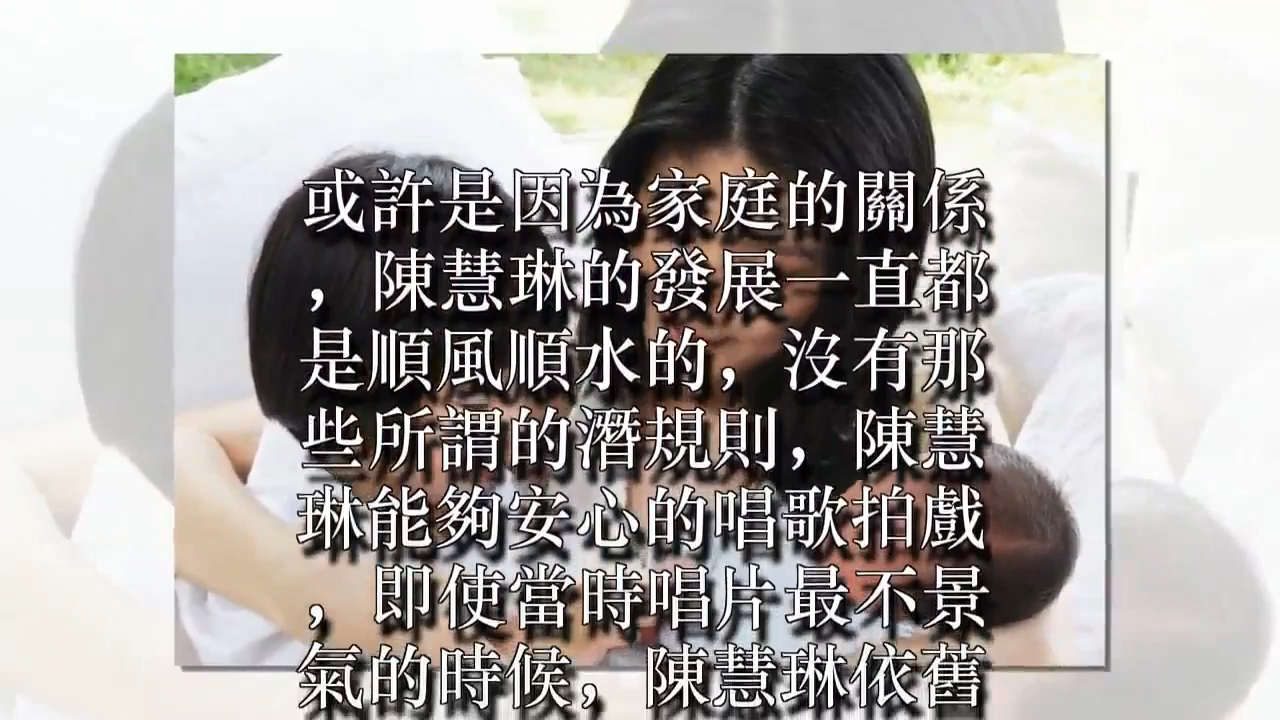 或許是因為家庭的關係
，陳慧琳的發展一直都
是順風順水的，沒有那
些所謂的潛規則，陳慧
琳能夠安心的唱歌拍戲
，即使當時唱片最不景
氣的時候，陳慧琳依舊